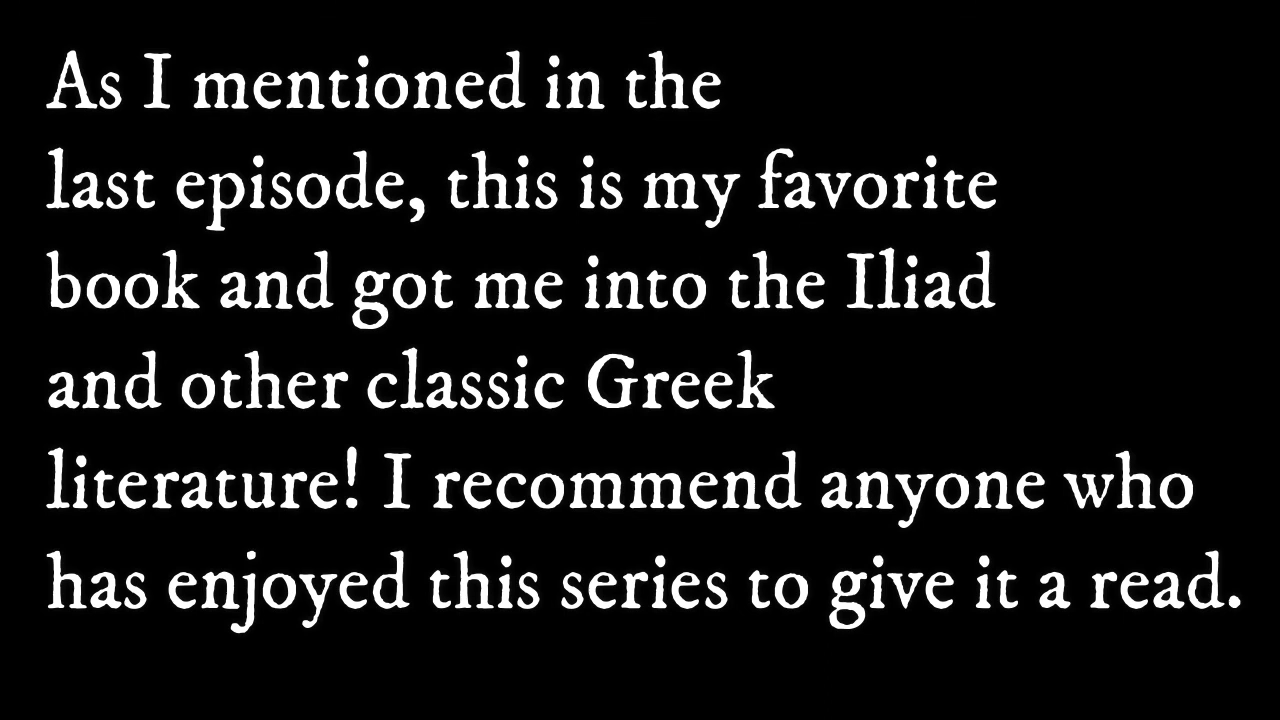 As I mentioned in the
last episode, this is my favorite
book and got me into the Iliad
and other classic Greek
literature! I recommend anyone who
has enjoyed this series to give it a read.